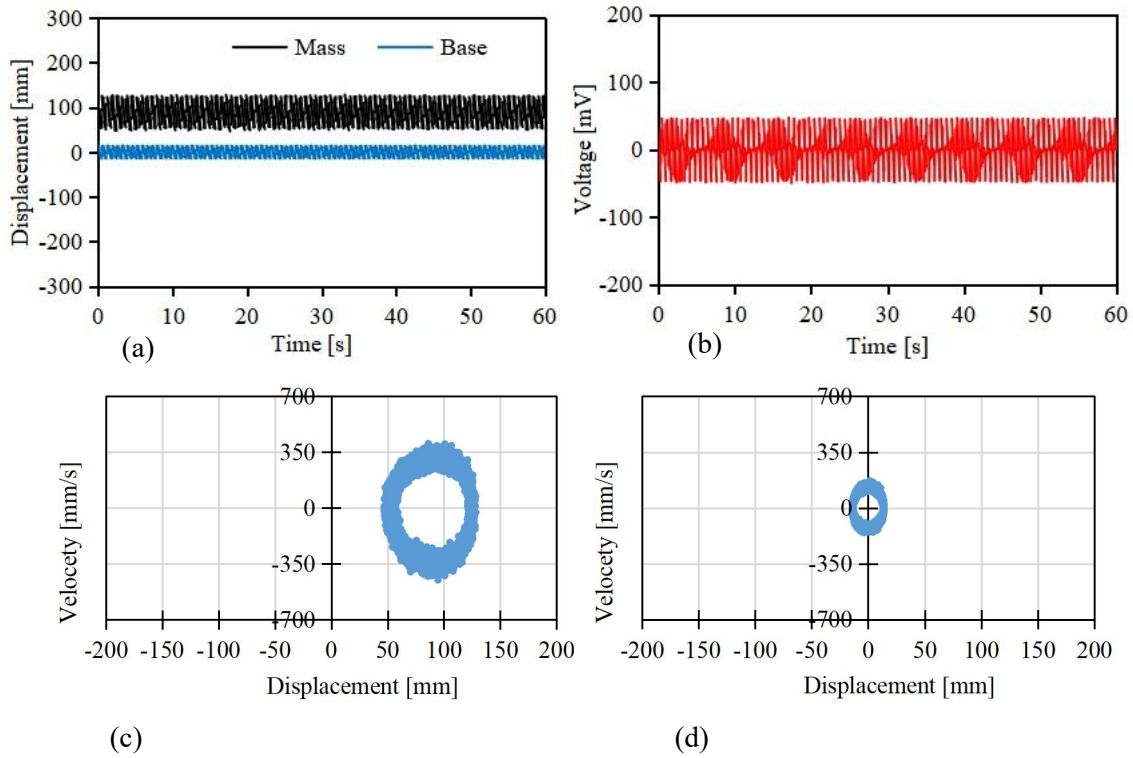 300
200
100
0
-100
-200
-300
Displacement [mm]
Mass
Base
0 10 20 30 40 50 60
Time [s]
(a)
200
100
0
-100
-200
Voltage [mV]
0 10 20 30 40 50 60
Time [s]
(b)
700
350
0
-350
-700
Velocety [mm/s]
-200 -150 -100 -50 0 50 100 150 200
Displacement [mm]
(c)
700
350
0
-350
-700
Velocety [mm/s]
-200 -150 -100 -50 0 50 100 150 200
Displacement [mm]
(d)